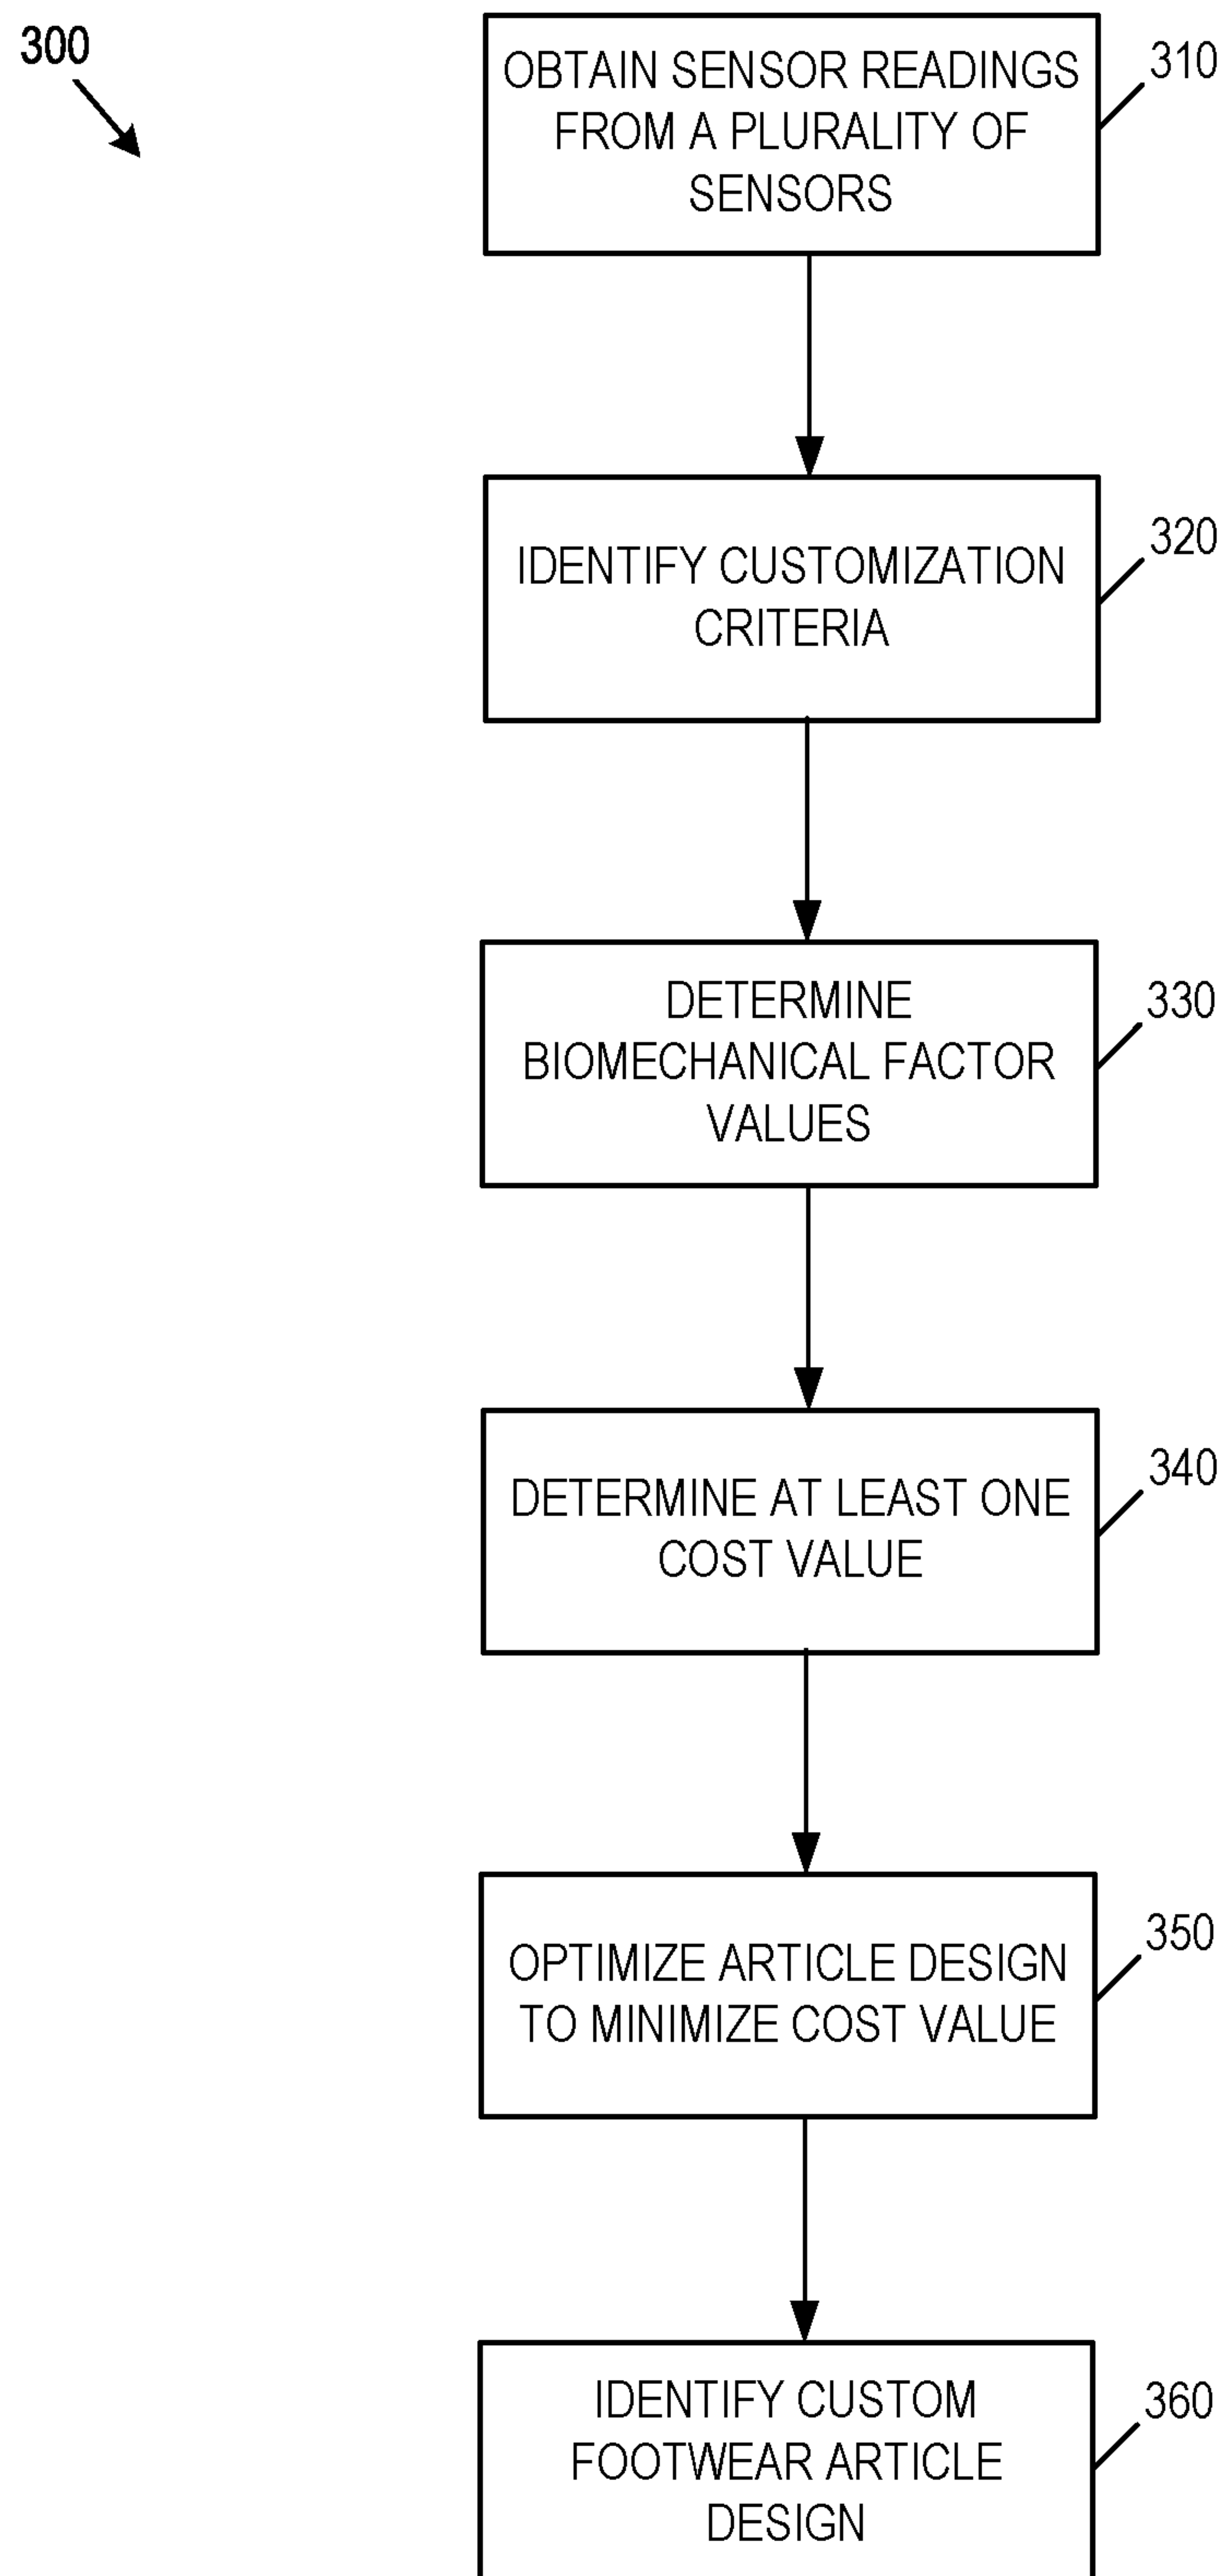 300
OBTAIN SENSOR READINGS
FROM A PLURALITY OF
SENSORS
310
IDENTIFY CUSTOMIZATION
CRITERIA
320
DETERMINE
BIOMECHANICAL FACTOR
VALUES
330
DETERMINE AT LEAST ONE
COST VALUE
340
OPTIMIZE ARTICLE DESIGN
TO MINIMIZE COST VALUE
350
IDENTIFY CUSTOM
FOOTWEAR ARTICLE
DESIGN
360